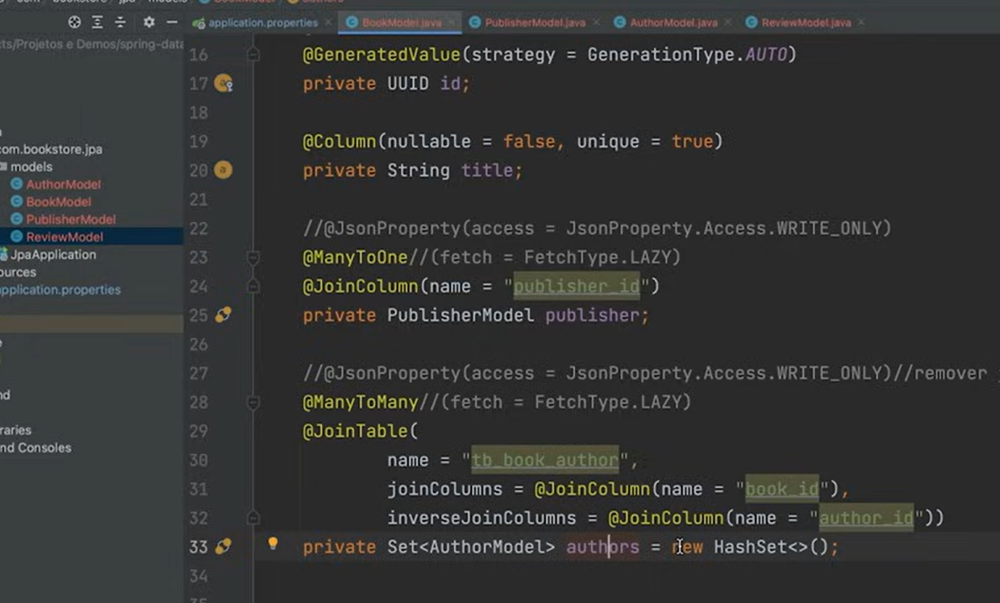 application.properties
BookModel.java
PublisherModel.java
AuthorModel.java
ReviewModel.java
cts/Projetos e Demos/spring-data
com.bookstore.jpa
models
AuthorModel
BookModel
PublisherModel
ReviewModel
JpaApplication
ources
application.properties
nd
raries
nd Consoles
16 @GeneratedValue(strategy = GenerationType.AUTO)
17 private UUID id;
18
19 @Column(nullable = false, unique = true)
20 private String title;
21
22 //@JsonProperty(access = JsonProperty.Access.WRITE_ONLY)
23 @ManyToOne//(fetch = FetchType.LAZY)
24 @JoinColumn(name = "publisher_id")
25 private PublisherModel publisher;
26
27 //@JsonProperty(access = JsonProperty.Access.WRITE_ONLY)//remover
28 @ManyToMany//(fetch = FetchType.LAZY)
29 @JoinTable(
30 name = "tb_book_author",
31 joinColumns = @JoinColumn(name = "book_id"),
32 inverseJoinColumns = @JoinColumn(name = "author_id"))
33 private Set<AuthorModel> authors = new HashSet<>();
34